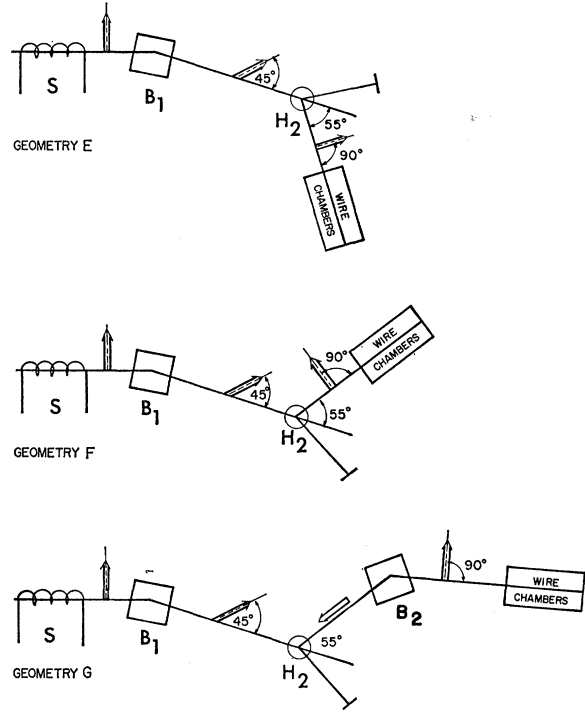 S
B1
45°
H2
55°
90°
WIRE
CHAMBERS
GEOMETRY E
S
B1
45°
H2
55°
90°
WIRE
CHAMBERS
GEOMETRY F
S
B1
45°
H2
55°
B2
90°
WIRE
CHAMBERS
GEOMETRY G